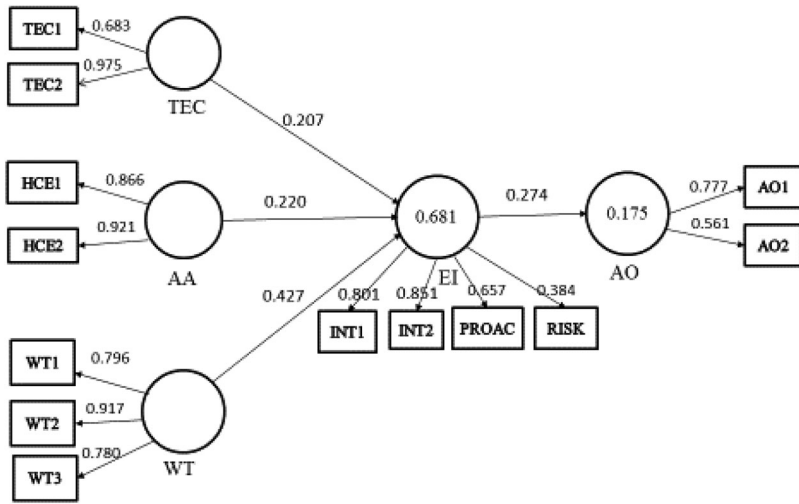 TEC1
0.683
TEC2
0.975
TEC
0.207
HCE1
0.866
HCE2
0.921
AA
0.220
0.681
EI
0.274
0.175
AO
0.777
AO1
0.561
AO2
0.427
0.801
0.851
0.657
0.384
INT1
INT2
PROAC
RISK
WT1
0.796
WT2
0.917
WT3
0.780
WT